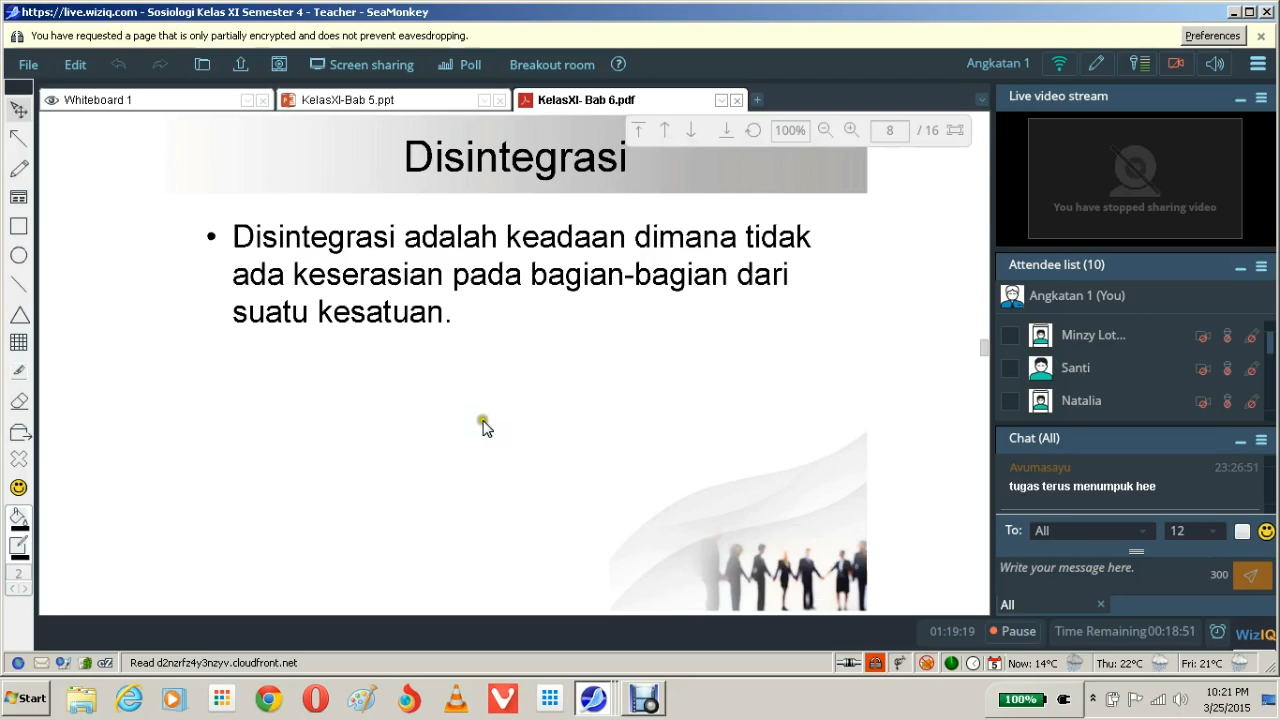 https://live.wiziq.com - Sosiologi Kelas XI Semester 4 - Teacher - SeaMonkey
You have requested a page that is only partially encrypted and does not prevent eavesdropping.
Preferences
File Edit Screen sharing Poll Breakout room Angkatan 1
Whiteboard 1 KelasXI-Bab 5.ppt KelasXI- Bab 6.pdf
100% 8 / 16
Disintegrasi
• Disintegrasi adalah keadaan dimana tidak
ada keserasian pada bagian-bagian dari
suatu kesatuan.
2
Live video stream
You have stopped sharing video
Attendee list (10)
Angkatan 1 (You)
Minzy Lot...
Santi
Natalia
Chat (All)
Avumasayu 23:26:51
tugas terus menumpuk hee
To: All 12
Write your message here. 300
All
01:19:19 Pause Time Remaining 00:18:51 WizIQ
Read d2nzrfz4y3nzyv.cloudfront.net
Now: 14°C Thu: 22°C Fri: 21°C
Start
100%
10:21 PM
3/25/2015